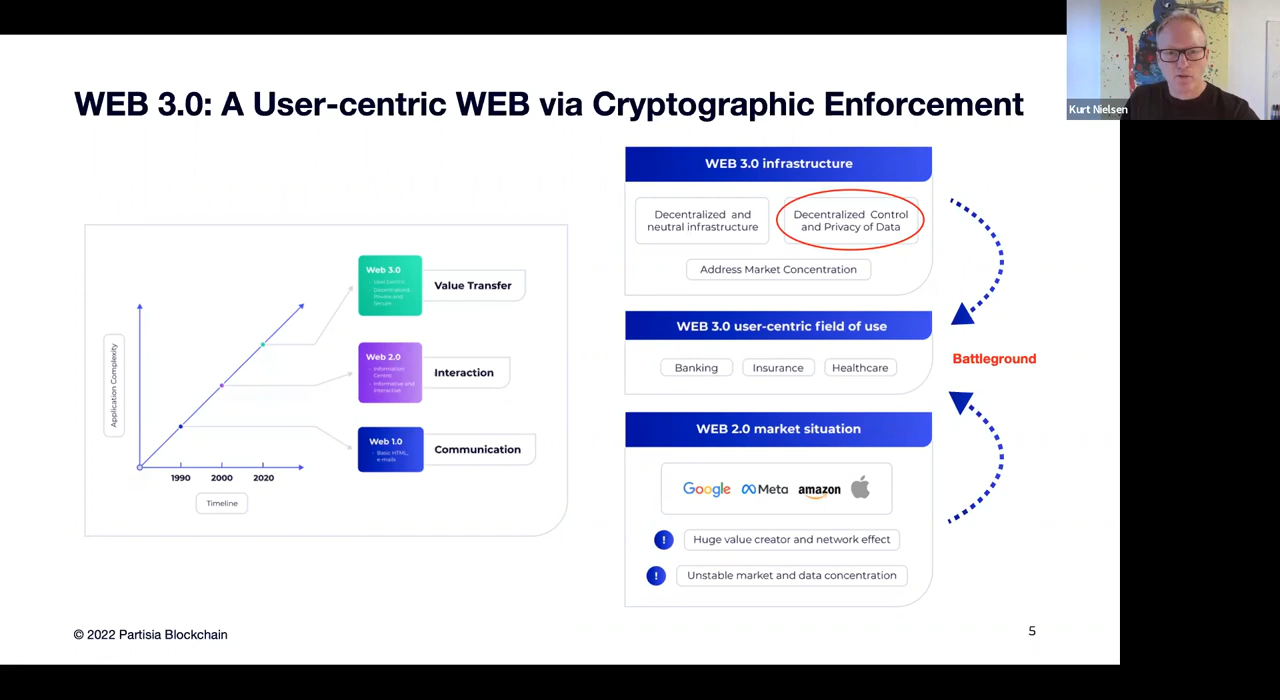 WEB 3.0: A User-centric WEB via Cryptographic Enforcement
Kurt Nielsen
Application Complexity
1990 2000 2020
Timeline
Web 3.0
- User Centric
- Decentralized, Private and Secure
Value Transfer
Web 2.0
- Information
Centric
- Informative and
Interactive
Interaction
Web 1.0
- Basic HTML,
e-mails
Communication
WEB 3.0 infrastructure
Decentralized and
neutral infrastructure
Decentralized Control
and Privacy of Data
Address Market Concentration
WEB 3.0 user-centric field of use
Banking Insurance Healthcare
Battleground
WEB 2.0 market situation
Google Meta amazon
! Huge value creator and network effect
! Unstable market and data concentration
© 2022 Partisia Blockchain
5